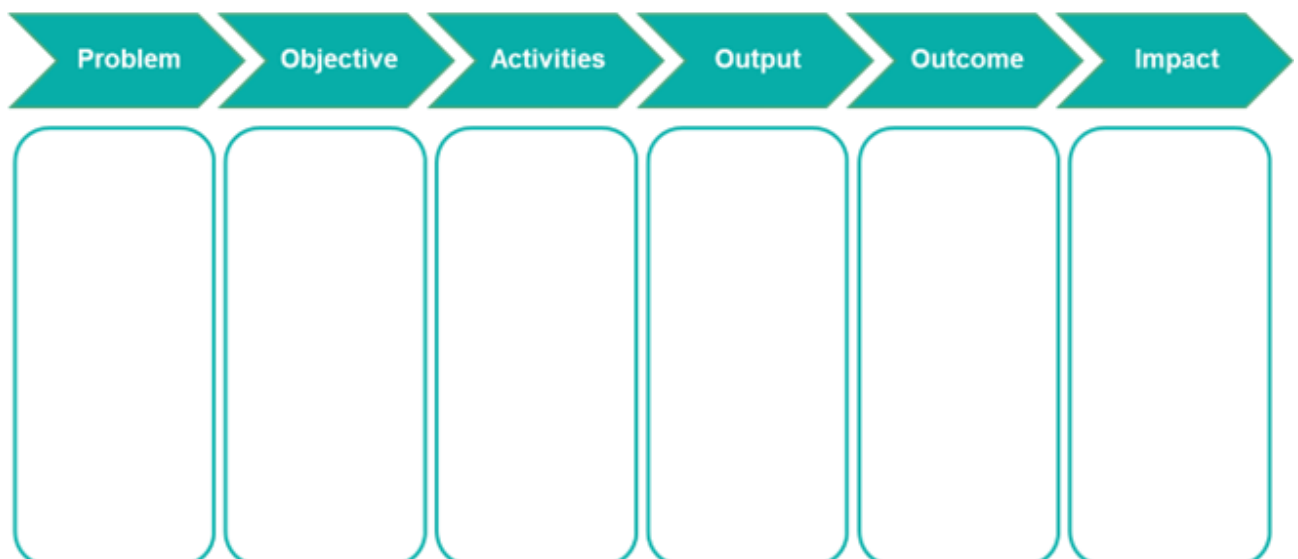 Problem
Objective
Activities
Output
Outcome
Impact